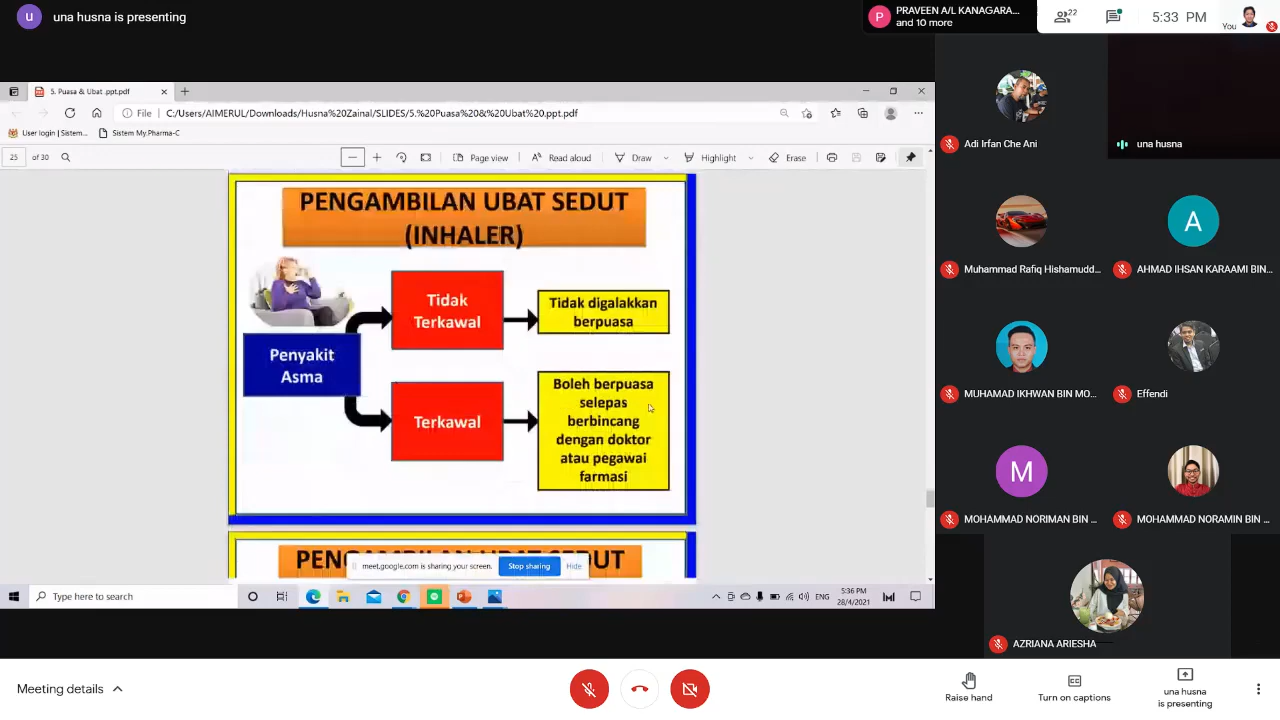 u
una husna is presenting
P
PRAVEEN A/L KANAGARA...
and 10 more
22
5:33 PM
You
5. Puasa & Ubat .ppt.pdf
File
C:/Users/AIMERUL/Downloads/Husna%20Zainal/SLIDES/5.%20Puasa%20&%20Ubat%20.ppt.pdf
User login | Sistem...
Sistem My.Pharma-C
25
of 30
Page view
Read aloud
Draw
Highlight
Erase
PENGAMBILAN UBAT SEDUT
(INHALER)
Penyakit
Asma
Tidak
Terkawal
Tidak digalakkan
berpuasa
Terkawal
Boleh berpuasa
selepas
berbincang
dengan doktor
atau pegawai
farmasi
PENGAMBILAN UBAT SEDUT
meet.google.com is sharing your screen.
Stop sharing
Hide
Type here to search
ENG
5:36 PM
28/4/2021
Adi Irfan Che Ani
una husna
Muhammad Rafiq Hishamudd...
A
AHMAD IHSAN KARAAMI BIN...
MUHAMAD IKHWAN BIN MO...
Effendi
M
MOHAMMAD NORIMAN BIN ...
MOHAMMAD NORAMIN BIN ...
AZRIANA ARIESHA
Meeting details
Raise hand
Turn on captions
una husna
is presenting